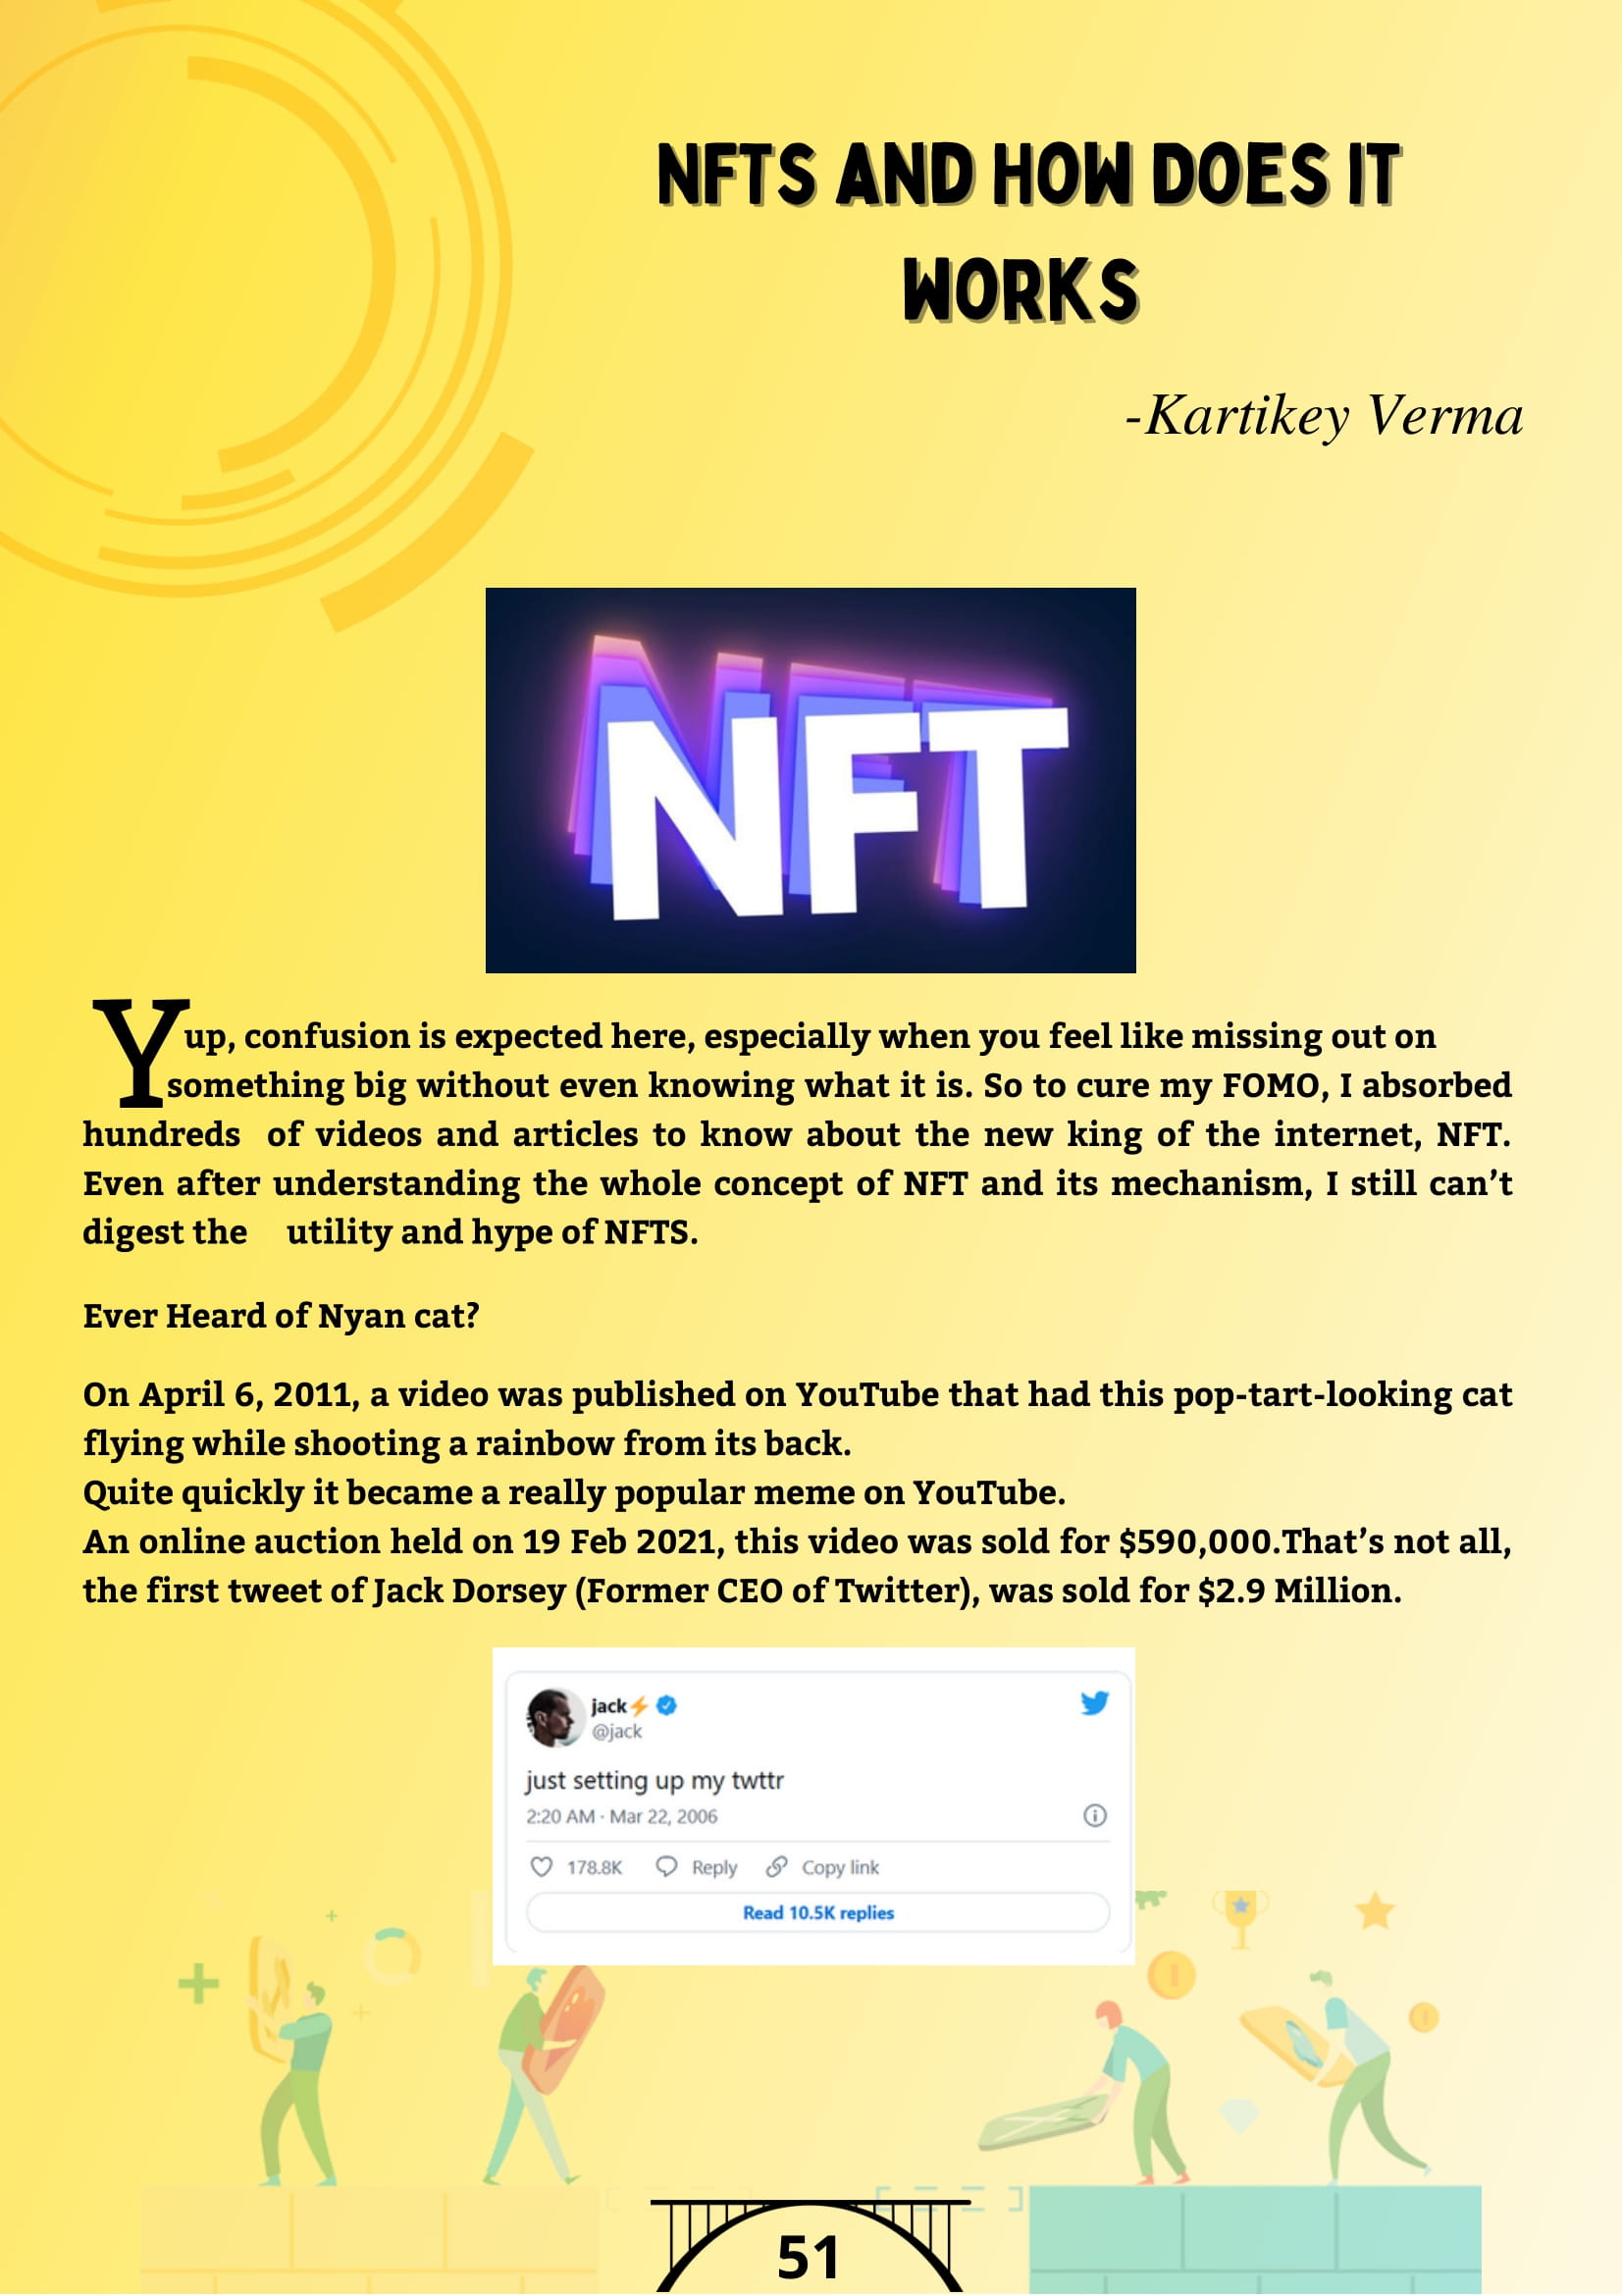 NFTS AND HOW DOES IT
WORKS
-Kartikey Verma
NFT
Yup, confusion is expected here, especially when you feel like missing out on
something big without even knowing what it is. So to cure my FOMO, I absorbed
hundreds of videos and articles to know about the new king of the internet, NFT.
Even after understanding the whole concept of NFT and its mechanism, I still can’t
digest the utility and hype of NFTS.
Ever Heard of Nyan cat?
On April 6, 2011, a video was published on YouTube that had this pop-tart-looking cat
flying while shooting a rainbow from its back.
Quite quickly it became a really popular meme on YouTube.
An online auction held on 19 Feb 2021, this video was sold for $590,000.That’s not all,
the first tweet of Jack Dorsey (Former CEO of Twitter), was sold for $2.9 Million.
jack⚡
@jack
just setting up my twttr
2:20 AM · Mar 22, 2006
178.8K Reply Copy link
Read 10.5K replies
51